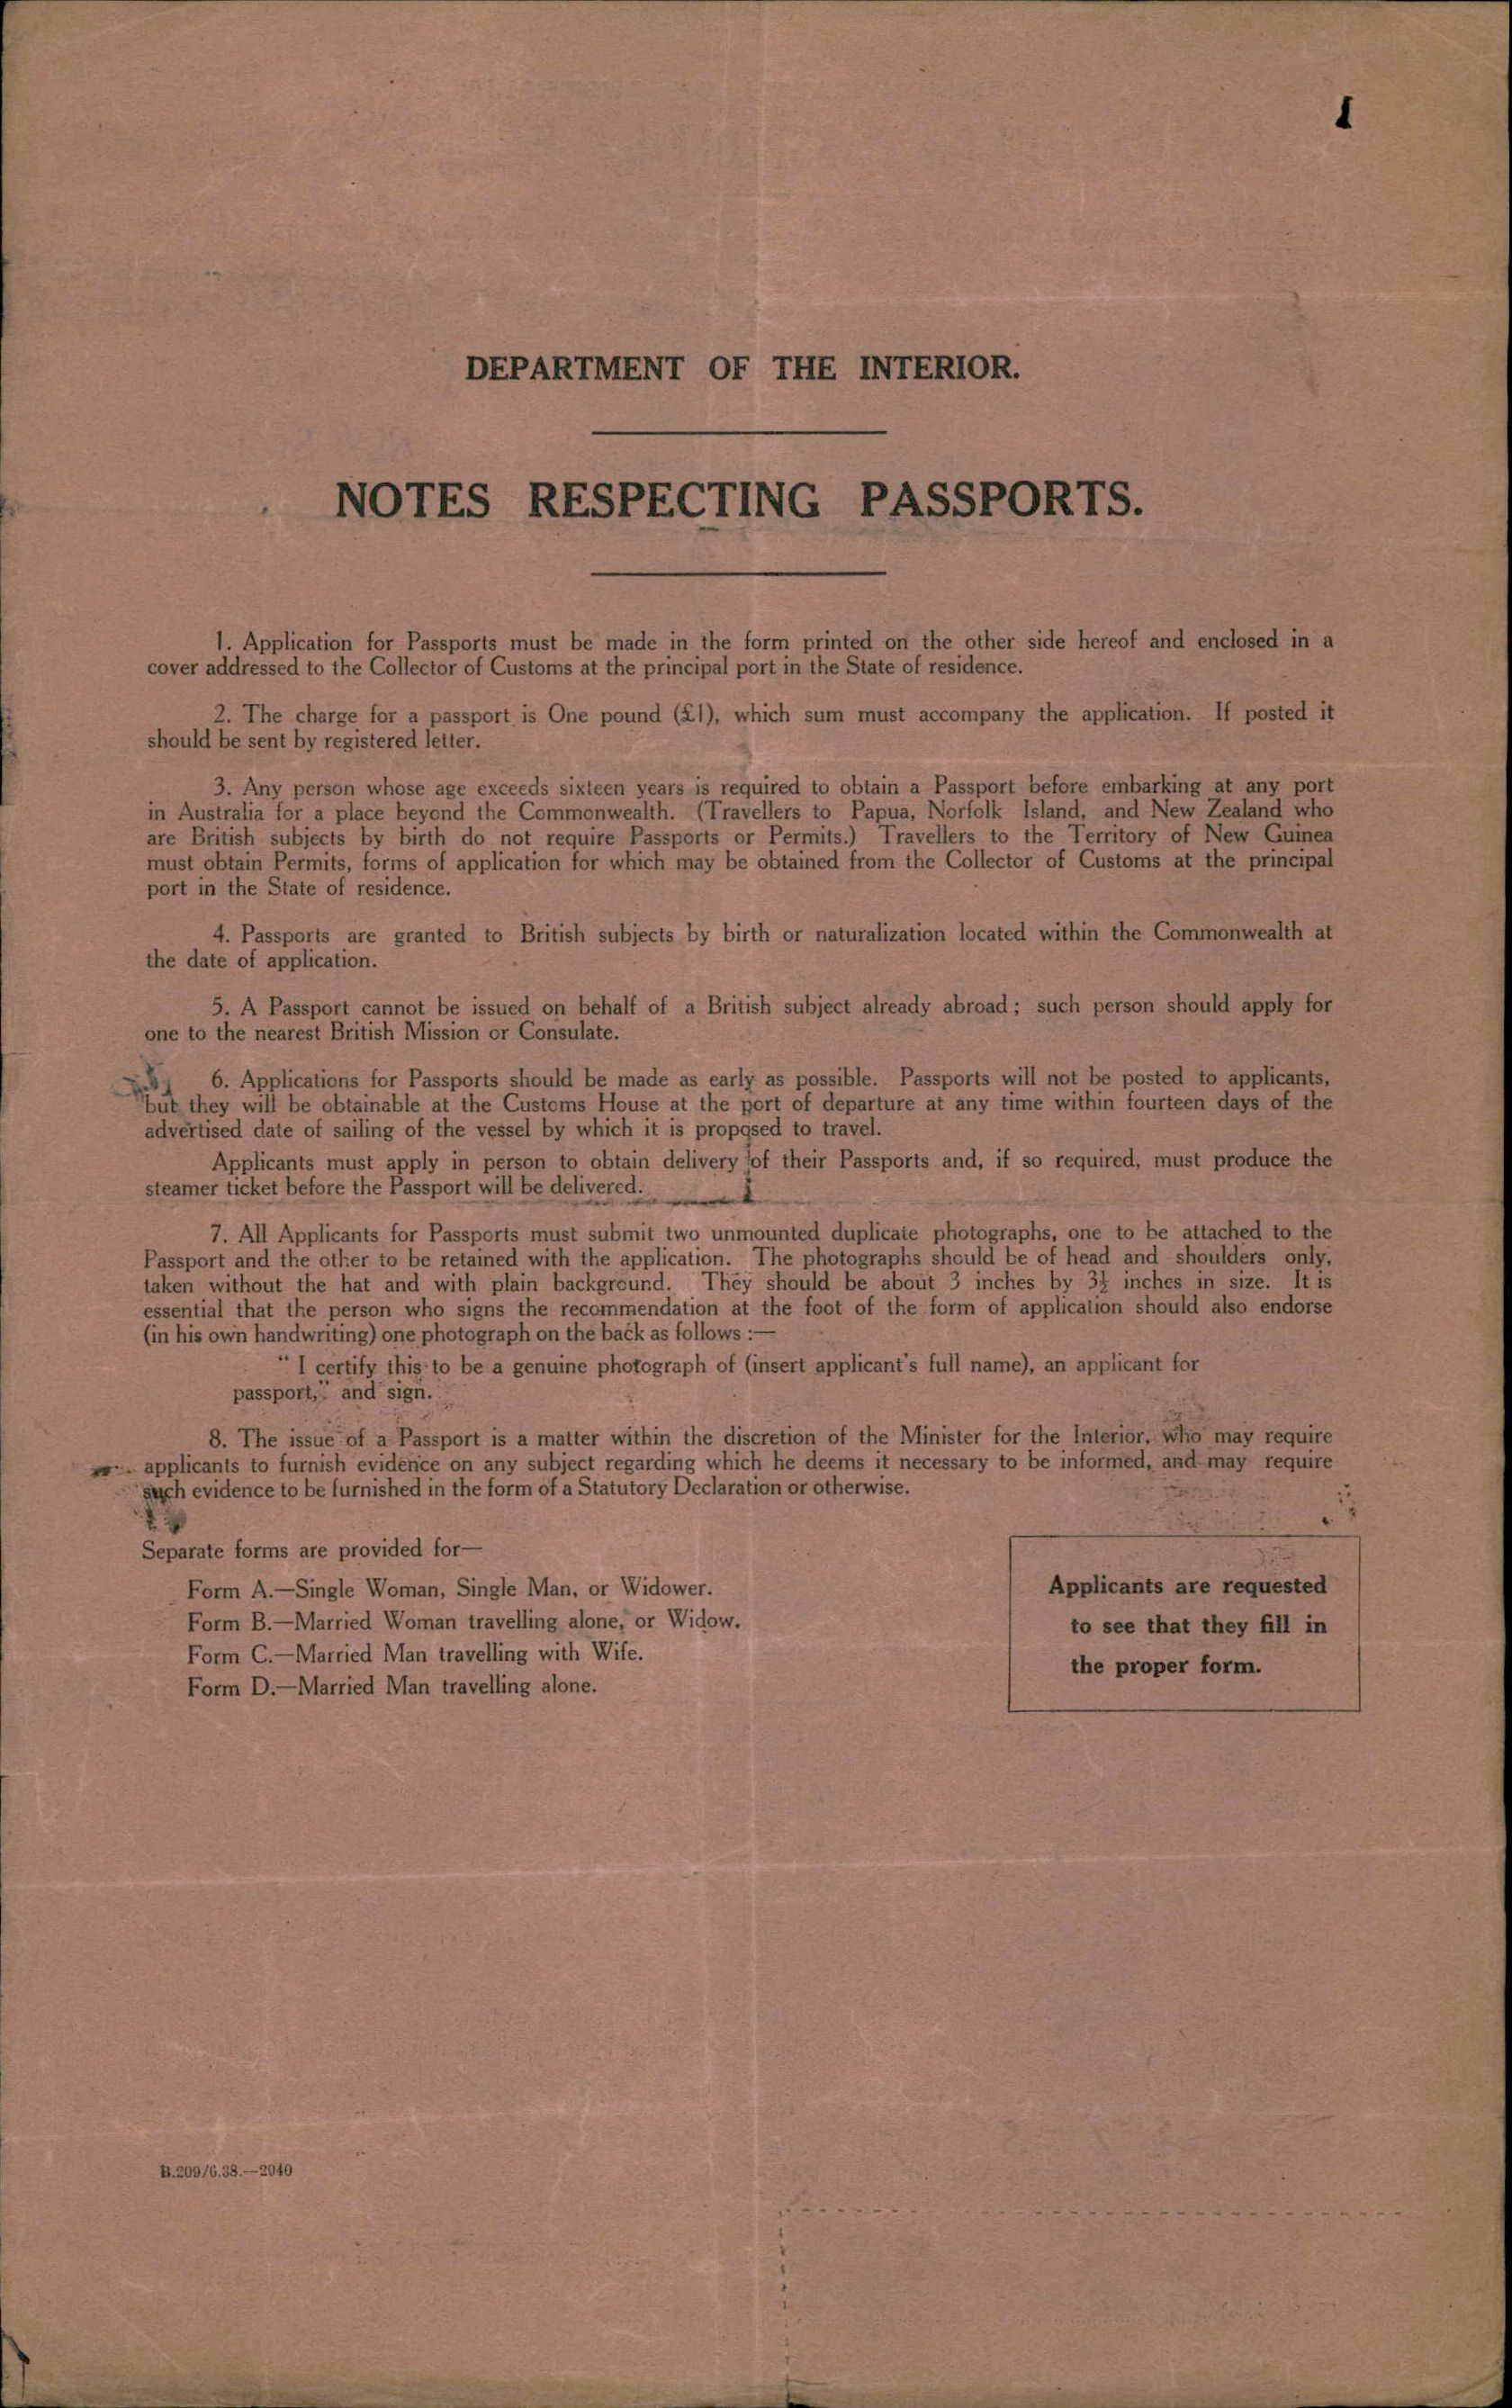 1
DEPARTMENT OF THE INTERIOR.
NOTES RESPECTING PASSPORTS.
1. Application for Passports must be made in the form printed on the other side hereof and enclosed in a
cover addressed to the Collector of Customs at the principal port in the State of residence.
2. The charge for a passport is One pound (£1), which sum must accompany the application. If posted it
should be sent by registered letter.
3. Any person whose age exceeds sixteen years is required to obtain a Passport before embarking at any port
in Australia for a place beyond the Commonwealth. (Travellers to Papua, Norfolk Island, and New Zealand who
are British subjects by birth do not require Passports or Permits.) Travellers to the Territory of New Guinea
must obtain Permits, forms of application for which may be obtained from the Collector of Customs at the principal
port in the State of residence.
4. Passports are granted to British subjects by birth or naturalization located within the Commonwealth at
the date of application.
5. A Passport cannot be issued on behalf of a British subject already abroad; such person should apply for
one to the nearest British Mission or Consulate.
6. Applications for Passports should be made as early as possible. Passports will not be posted to applicants,
but they will be obtainable at the Customs House at the port of departure at any time within fourteen days of the
advertised date of sailing of the vessel by which it is proposed to travel.
Applicants must apply in person to obtain delivery of their Passports and, if so required, must produce the
steamer ticket before the Passport will be delivered.
7. All Applicants for Passports must submit two unmounted duplicate photographs, one to be attached to the
Passport and the other to be retained with the application. The photographs should be of head and shoulders only,
taken without the hat and with plain background. They should be about 3 inches by 3½ inches in size. It is
essential that the person who signs the recommendation at the foot of the form of application should also endorse
(in his own handwriting) one photograph on the back as follows :—
" I certify this to be a genuine photograph of (insert applicant's full name), an applicant for
passport," and sign.
8. The issue of a Passport is a matter within the discretion of the Minister for the Interior, who may require
applicants to furnish evidence on any subject regarding which he deems it necessary to be informed, and may require
such evidence to be furnished in the form of a Statutory Declaration or otherwise.
Separate forms are provided for—
Form A.—Single Woman, Single Man, or Widower.
Form B.—Married Woman travelling alone, or Widow.
Form C.—Married Man travelling with Wife.
Form D.—Married Man travelling alone.
Applicants are requested
to see that they fill in
the proper form.
B.209/6.38.—2040